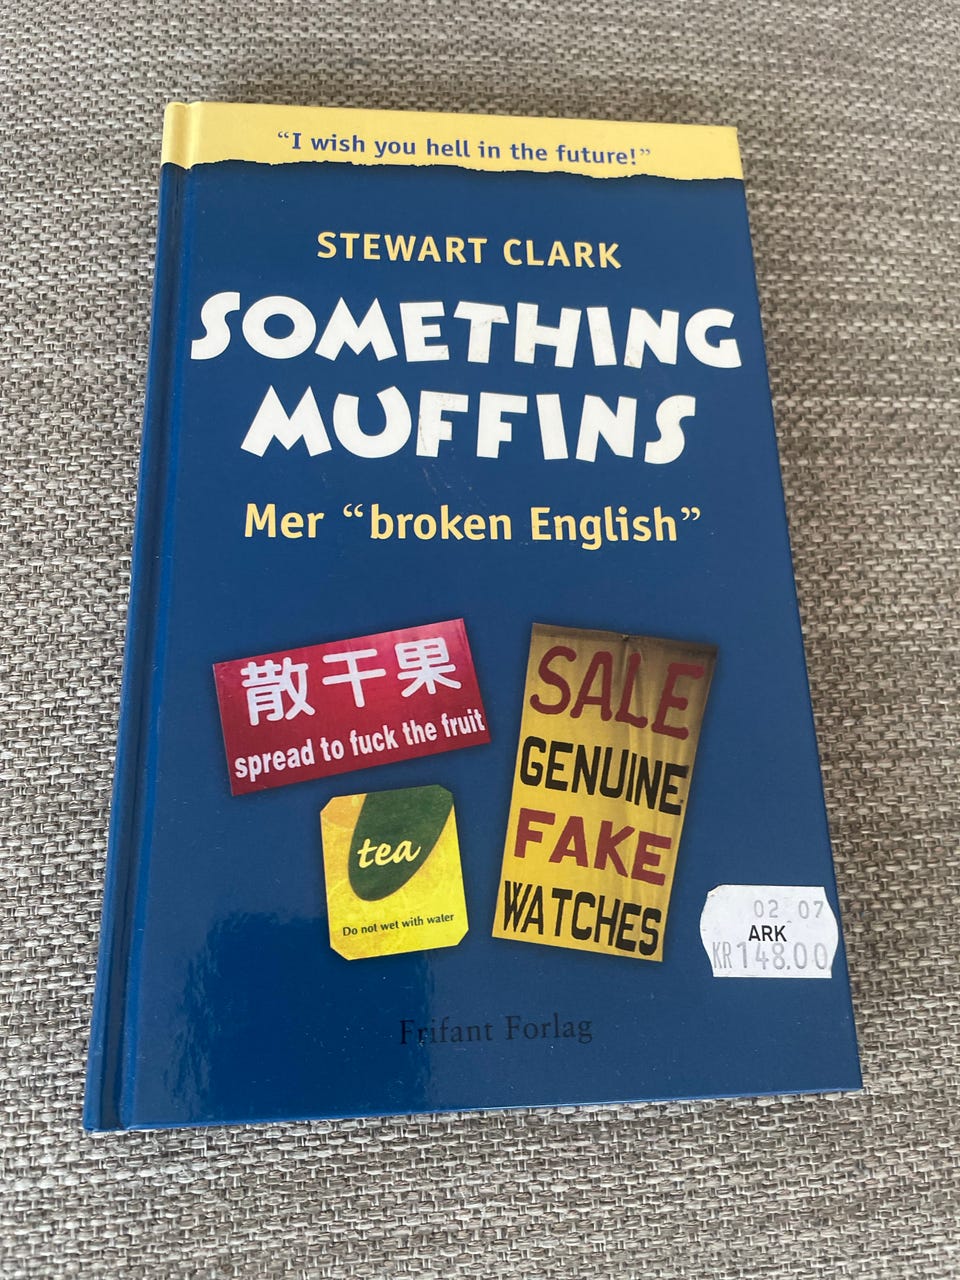 “I wish you hell in the future!”
STEWART CLARK
SOMETHING
MUFFINS
Mer “broken English”
散干果
spread to fuck the fruit
SALE
GENUINE
FAKE
WATCHES
tea
Do not wet with water
02 07
ARK
KR148.00
Frifant Forlag